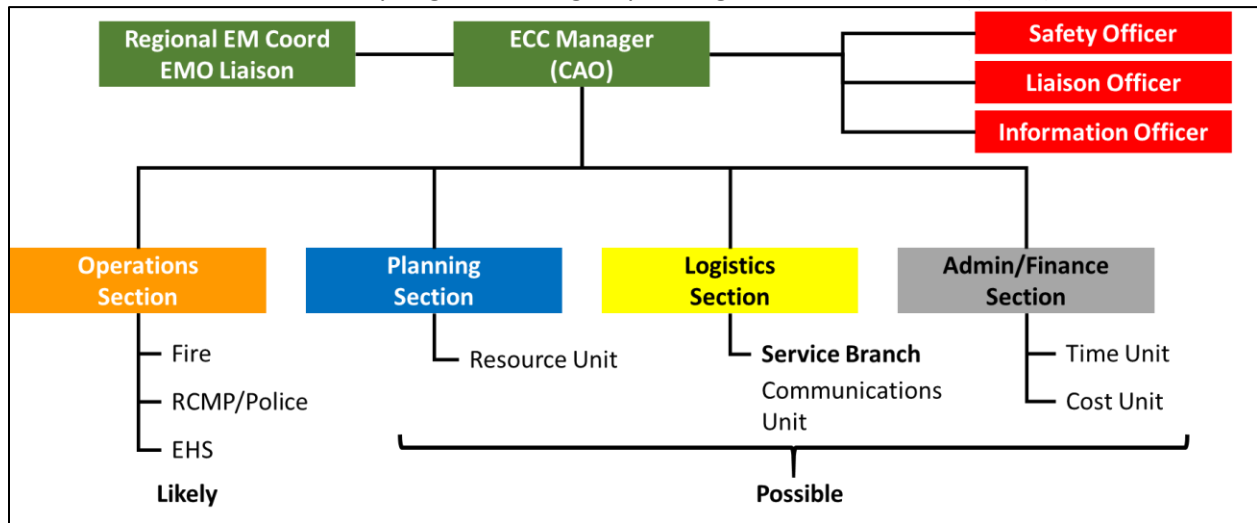 Regional EM Coord
EMO Liaison
ECC Manager
(CAO)
Safety Officer
Liaison Officer
Information Officer
Operations
Section
Planning
Section
Logistics
Section
Admin/Finance
Section
Fire
RCMP/Police
EHS
Likely
Resource Unit
Service Branch
Communications
Unit
Time Unit
Cost Unit
Possible